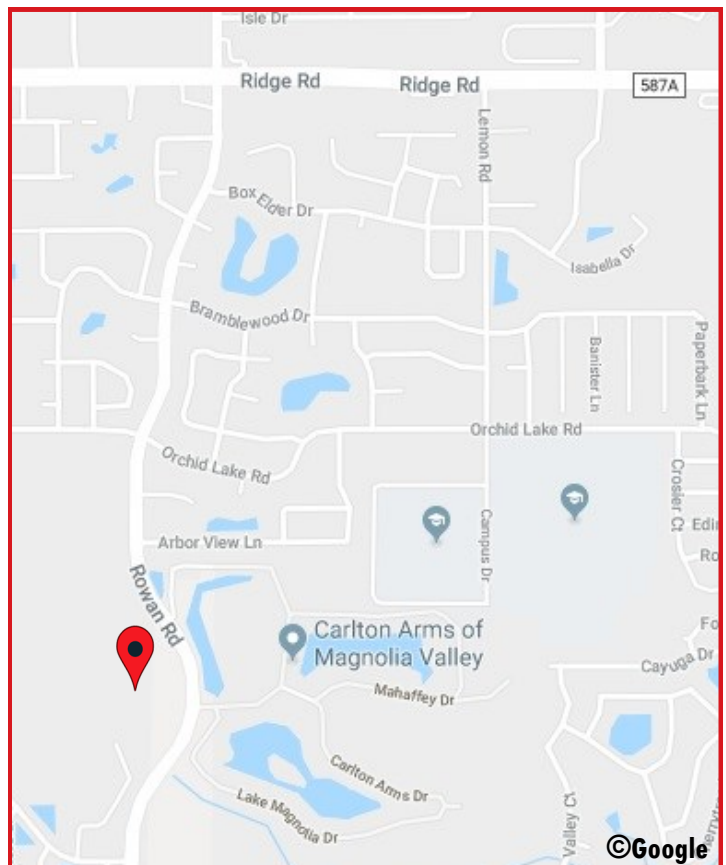 Isle Dr
Ridge Rd
Ridge Rd
587A
Lemon Rd
Box Elder Dr
Isabella Dr
Bramblewood Dr
Banister Ln
Paperbark Ln
Orchid Lake Rd
Orchid Lake Rd
Crosier Ct
Campus Dr
Arbor View Ln
Rowan Rd
Carlton Arms of
Magnolia Valley
Cayuga Dr
Mahaffey Dr
Carlton Arms Dr
Lake Magnolia Dr
Valley Ct
©Google